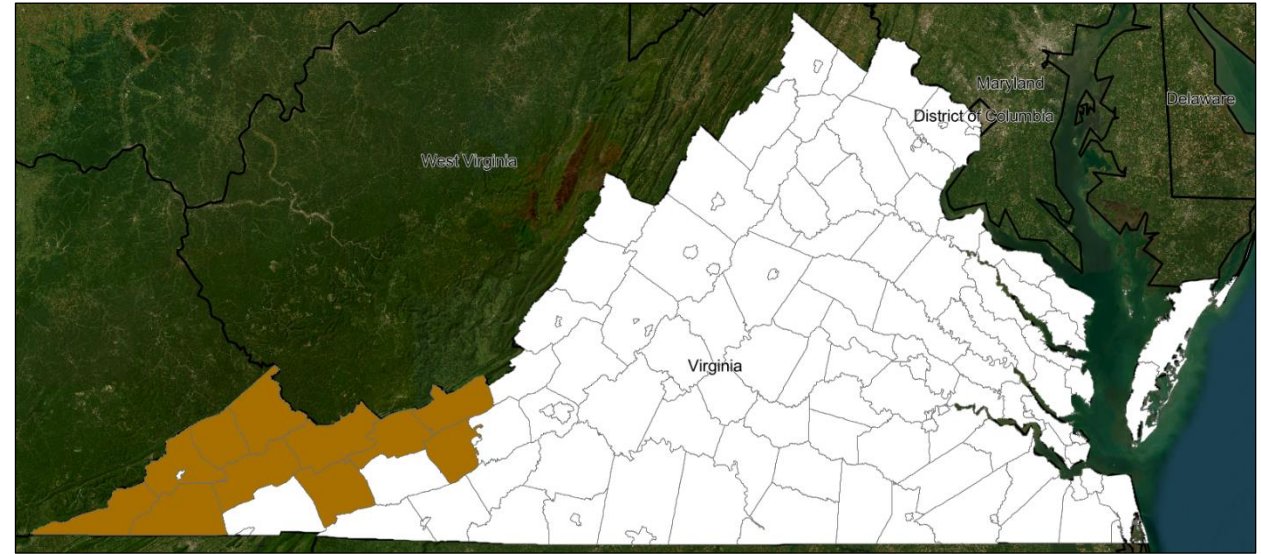 Maryland
Delaware
District of Columbia
West Virginia
Virginia